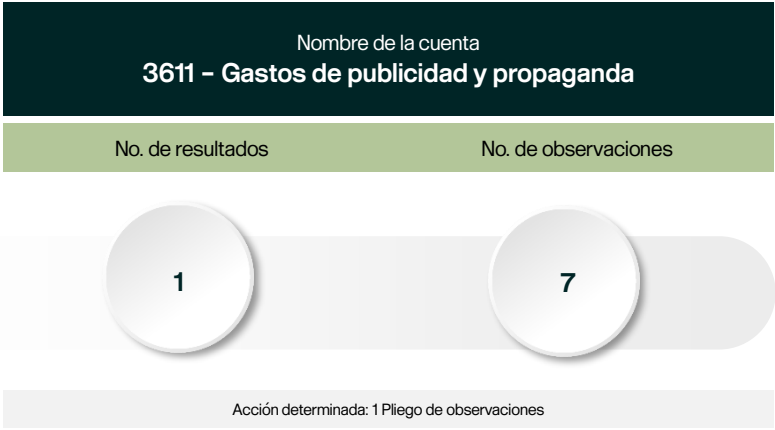 Nombre de la cuenta
3611 – Gastos de publicidad y propaganda
No. de resultados No. de observaciones
1 7
Acción determinada: 1 Pliego de observaciones